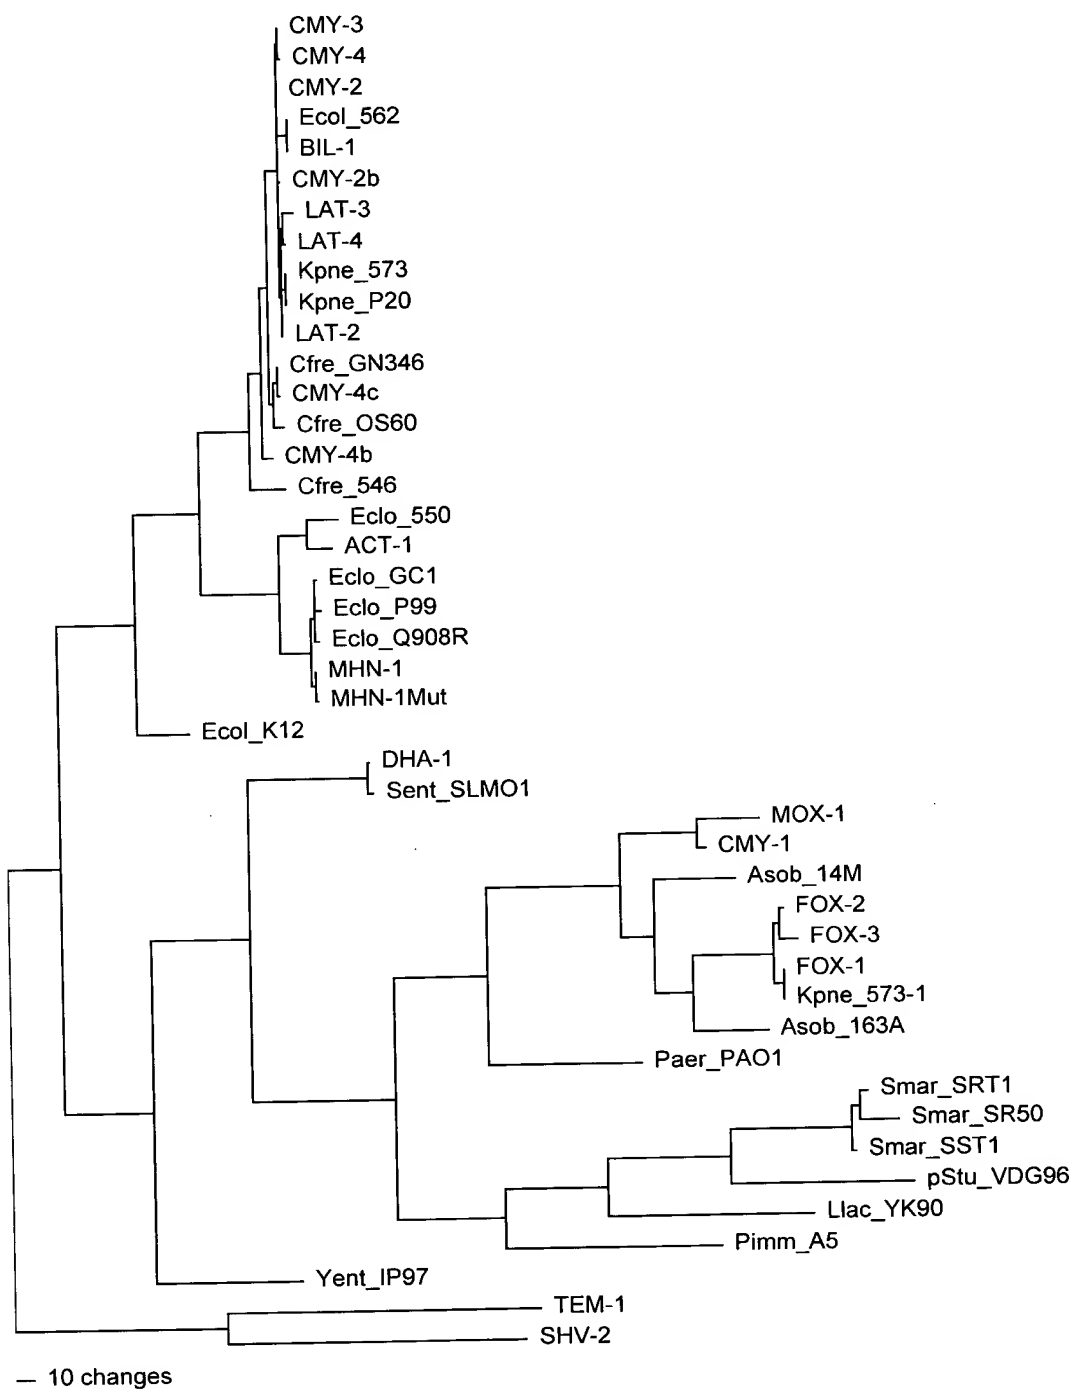 CMY-3
CMY-4
CMY-2
Ecol_562
BIL-1
CMY-2b
LAT-3
LAT-4
Kpne_573
Kpne_P20
LAT-2
Cfre_GN346
CMY-4c
Cfre_OS60
CMY-4b
Cfre_546
Eclo_550
ACT-1
Eclo_GC1
Eclo_P99
Eclo_Q908R
MHN-1
MHN-1Mut
Ecol_K12
DHA-1
Sent_SLMO1
MOX-1
CMY-1
Asob_14M
FOX-2
FOX-3
FOX-1
Kpne_573-1
Asob_163A
Paer_PAO1
Smar_SRT1
Smar_SR50
Smar_SST1
pStu_VDG96
Llac_YK90
Pimm_A5
Yent_IP97
TEM-1
SHV-2
10 changes